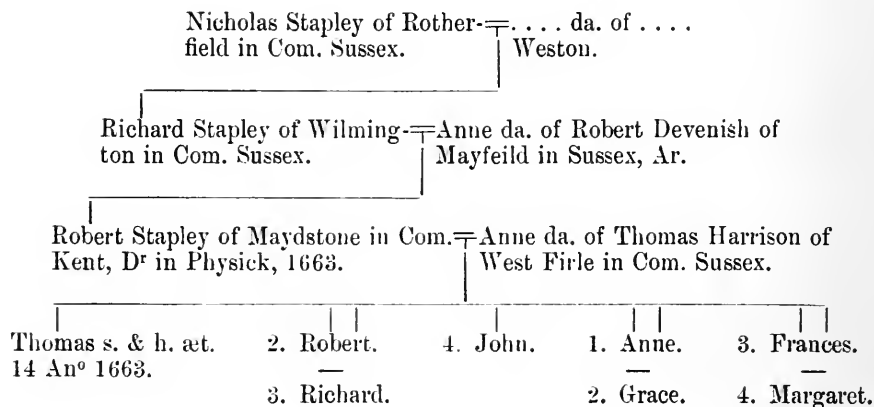 Nicholas Stapley of Rother-. . . . da. of . . . .
field in Com. Sussex. Weston.
Richard Stapley of Wilming-Anne da. of Robert Devenish of
ton in Com. Sussex. Mayfeild in Sussex, Ar.
Robert Stapley of Maydstone in Com. Anne da. of Thomas Harrison of
Kent, Dʳ in Physick, 1663. West Firle in Com. Sussex.
Thomas s. & h. æt. 2. Robert. 4. John. 1. Anne. 3. Frances.
14 Anº 1663.
3. Richard. 2. Grace. 4. Margaret.